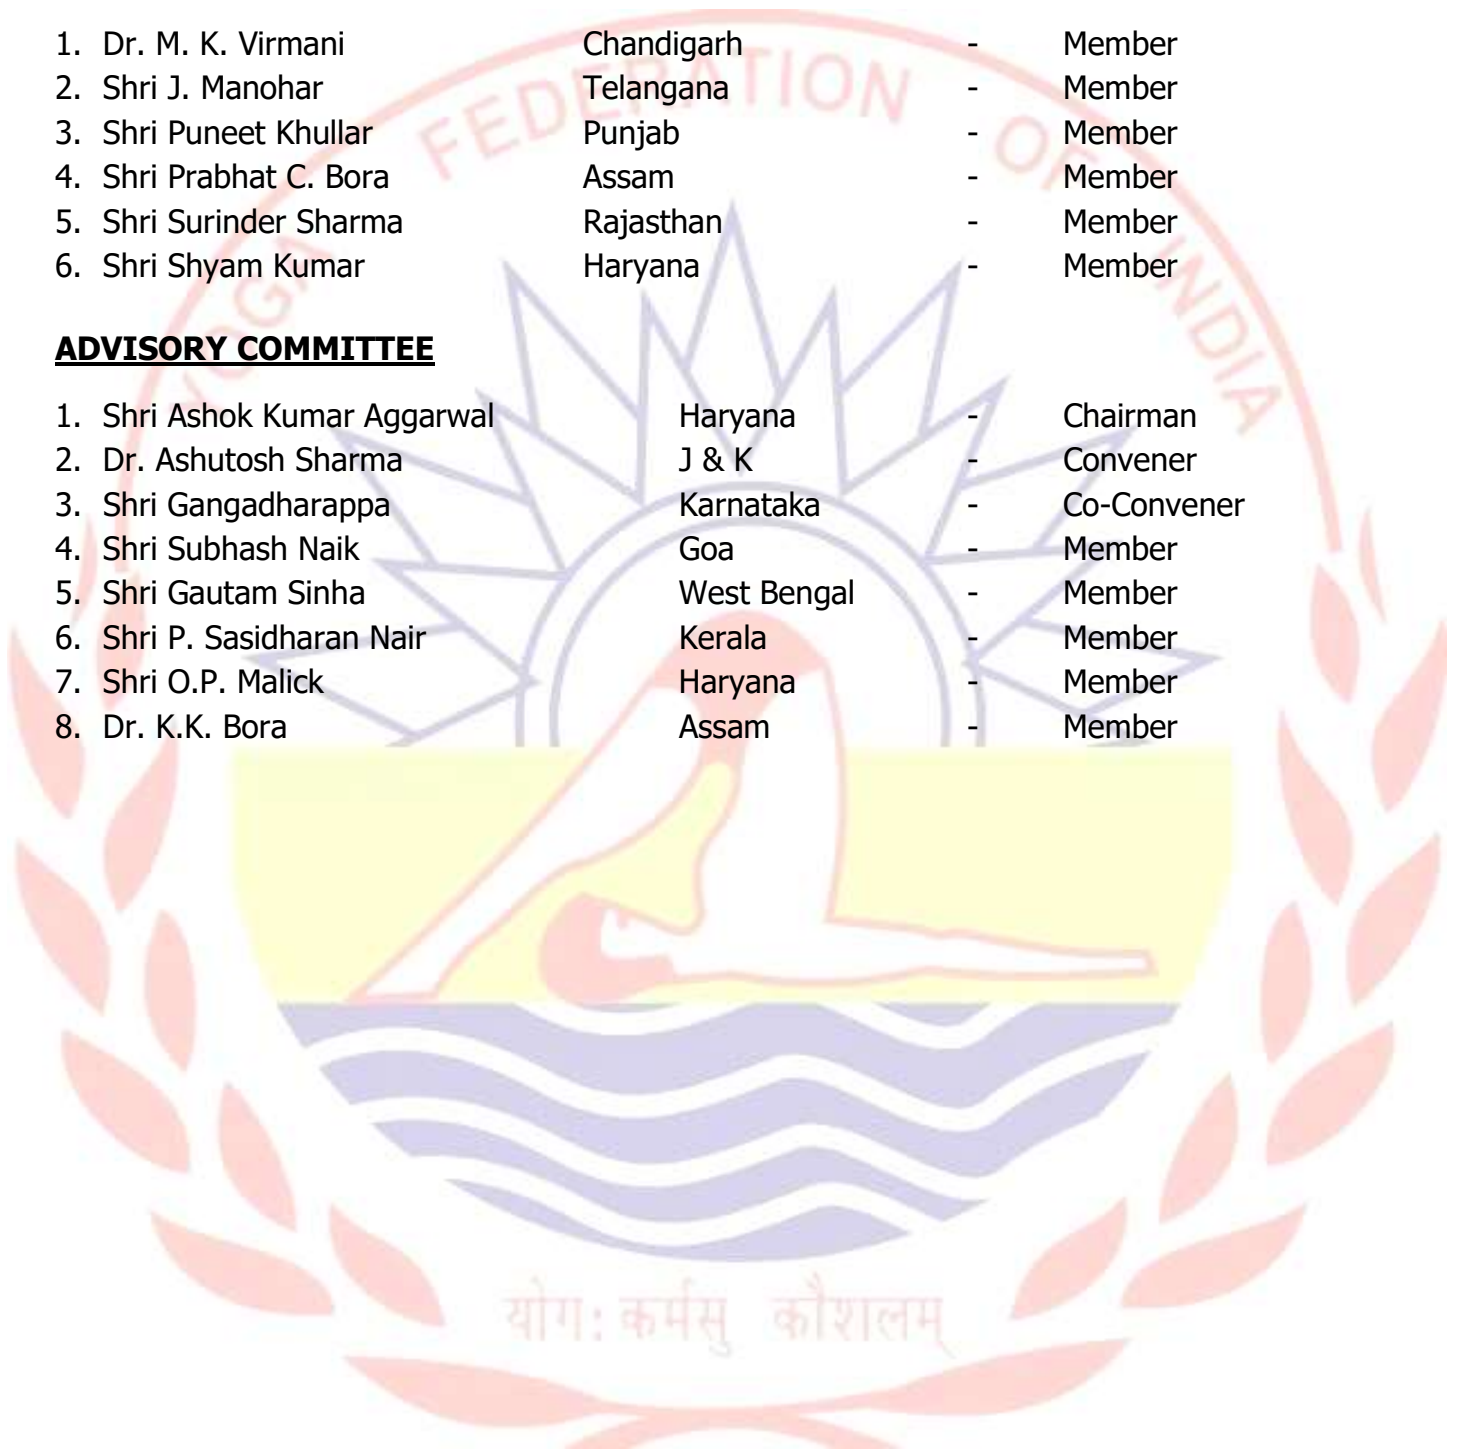 1. Dr. M. K. Virmani Chandigarh - Member
2. Shri J. Manohar Telangana - Member
3. Shri Puneet Khullar Punjab - Member
4. Shri Prabhat C. Bora Assam - Member
5. Shri Surinder Sharma Rajasthan - Member
6. Shri Shyam Kumar Haryana - Member
ADVISORY COMMITTEE
1. Shri Ashok Kumar Aggarwal Haryana - Chairman
2. Dr. Ashutosh Sharma J & K - Convener
3. Shri Gangadharappa Karnataka - Co-Convener
4. Shri Subhash Naik Goa - Member
5. Shri Gautam Sinha West Bengal - Member
6. Shri P. Sasidharan Nair Kerala - Member
7. Shri O.P. Malick Haryana - Member
8. Dr. K.K. Bora Assam - Member
YOGA FEDERATION OF INDIA
योग: कर्मसु कौशलम्